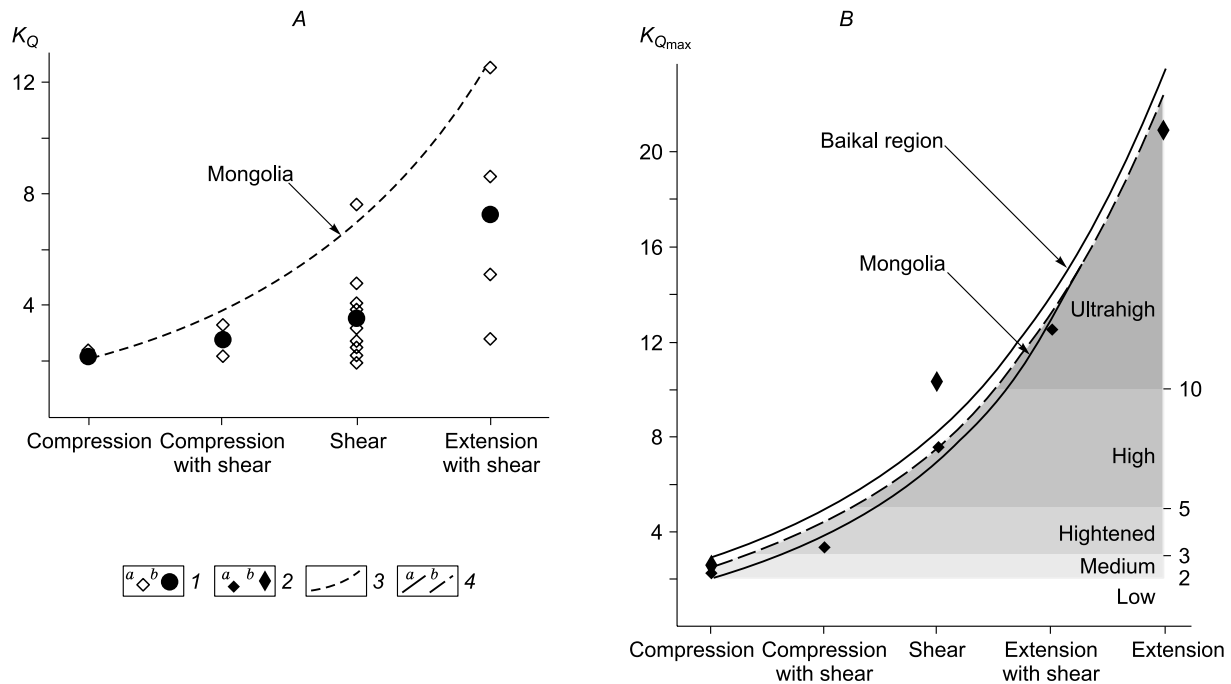 A
K_Q
12
8
4
Mongolia
Compression
Compression
with shear
Shear
Extension
with shear
a b 1
a b 2
3
a b 4
B
K_Qmax
20
16
12
8
4
Baikal region
Mongolia
Ultrahigh
10
High
5
Hightened
3
Medium
2
Low
Compression
Compression
with shear
Shear
Extension
with shear
Extension